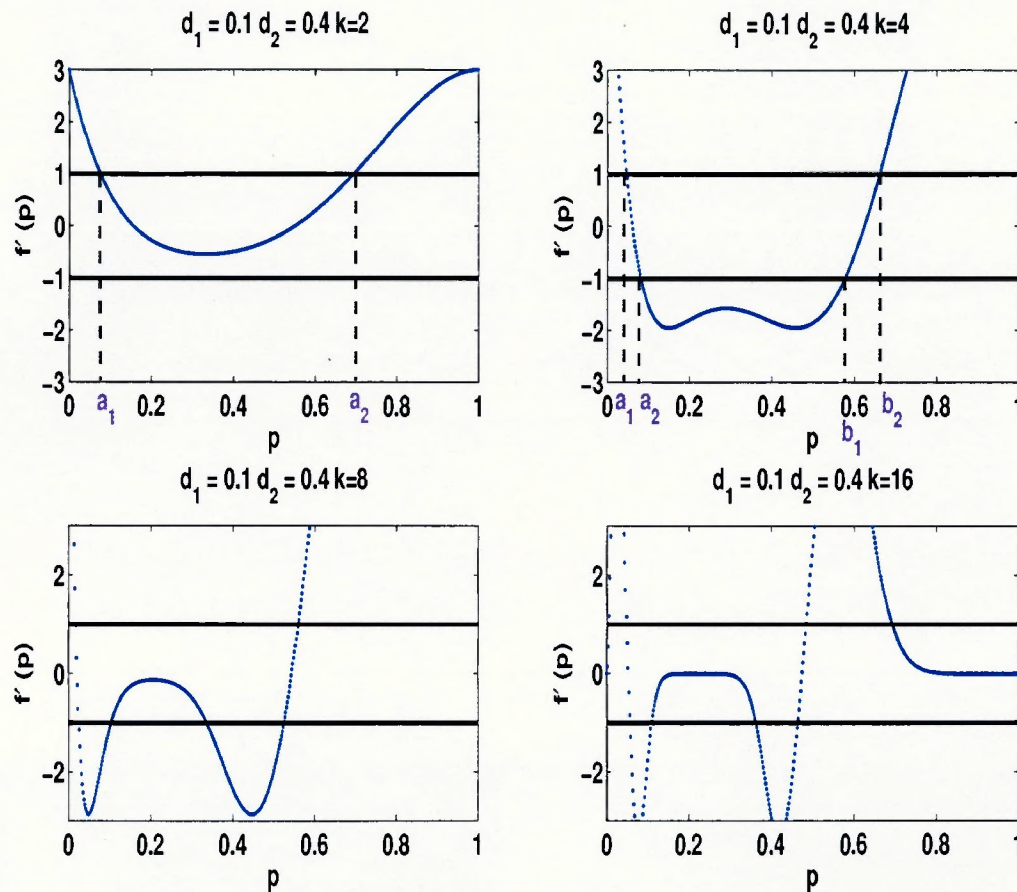 d1 = 0.1 d2 = 0.4 k=2
3
2
1
0
-1
-2
-3
f′ (p)
0
a1
0.2
0.4
0.6
a2
0.8
1
p
d1 = 0.1 d2 = 0.4 k=4
3
2
1
0
-1
-2
-3
f′ (p)
0
a1
a2
0.2
0.4
0.6
b1
b2
0.8
1
p
d1 = 0.1 d2 = 0.4 k=8
2
0
-2
f′ (p)
0
0.2
0.4
0.6
0.8
1
p
d1 = 0.1 d2 = 0.4 k=16
2
0
-2
f′ (p)
0
0.2
0.4
0.6
0.8
1
p